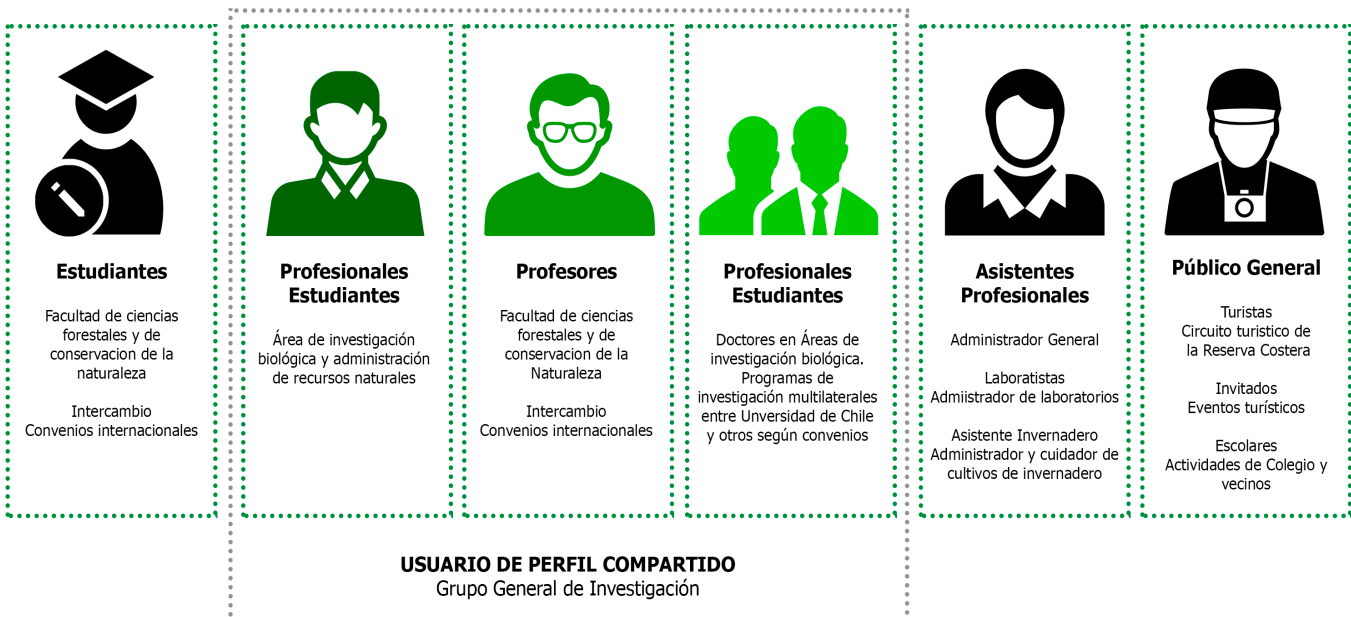 Estudiantes
Facultad de ciencias
forestales y de
conservacion de la
naturaleza
Intercambio
Convenios internacionales
Profesionales
Estudiantes
Área de investigación
biológica y administración
de recursos naturales
Profesores
Facultad de ciencias
forestales y de
conservacion de la
Naturaleza
Intercambio
Convenios internacionales
Profesionales
Estudiantes
Doctores en Áreas de
investigación biológica.
Programas de
investigación multilaterales
entre Unversidad de Chile
y otros según convenios
Asistentes
Profesionales
Administrador General
Laboratistas
Admiistrador de laboratorios
Asistente Invernadero
Administrador y cuidador de
cultivos de invernadero
Público General
Turistas
Circuito turistico de
la Reserva Costera
Invitados
Eventos turísticos
Escolares
Actividades de Colegio y
vecinos
USUARIO DE PERFIL COMPARTIDO
Grupo General de Investigación